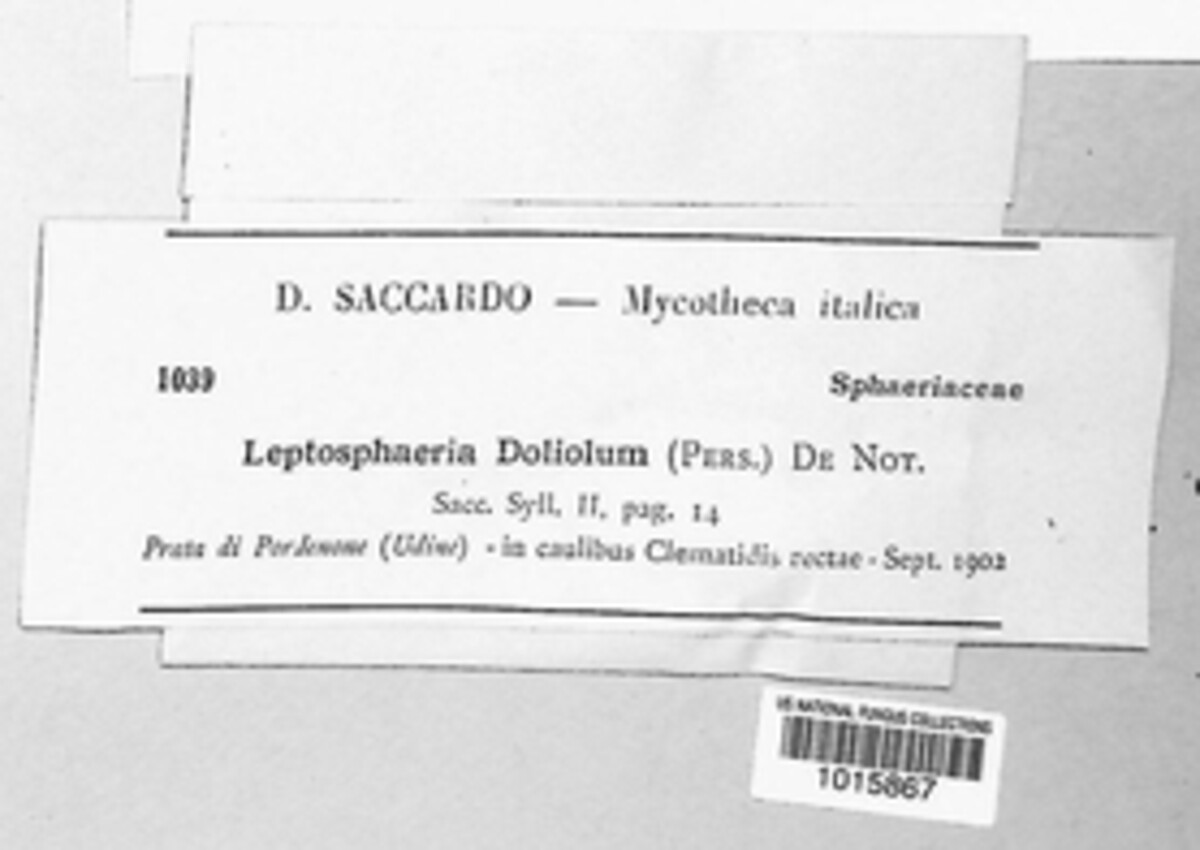 D. SACCARDO — Mycotheca italica
1039 Sphaeriaceae
Leptosphaeria Doliolum (PERS.) DE NOT.
Sacc. Syll. II, pag. 14
Prata di Pordenone (Udine) - in caulibus Clematidis rectae - Sept. 1902
US NATIONAL FUNGUS COLLECTIONS
1015867